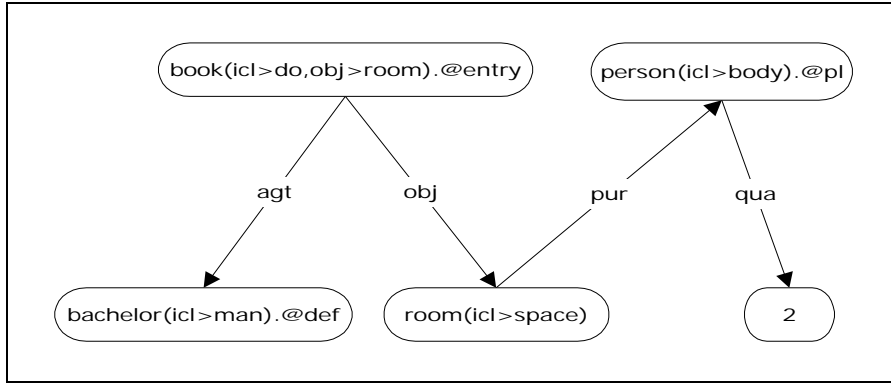 book(icl>do,obj>room).@entry
person(icl>body).@pl
agt
obj
pur
qua
bachelor(icl>man).@def
room(icl>space)
2